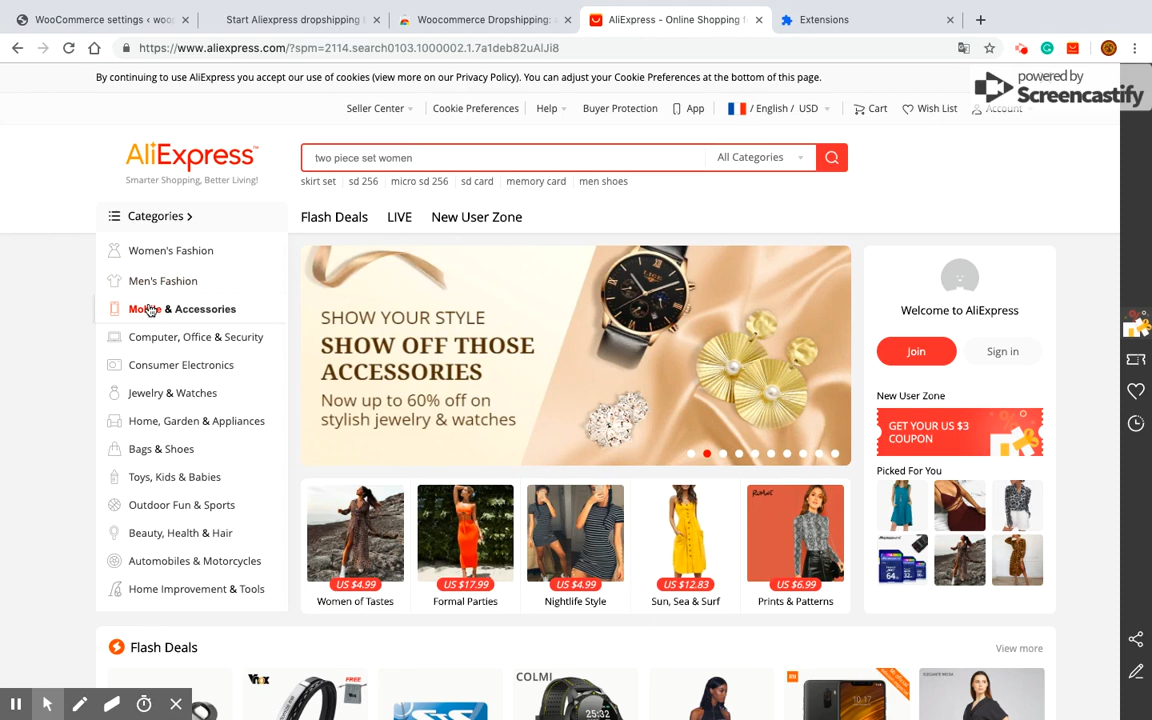 WooCommerce settings ‹ woo
Start Aliexpress dropshipping
Woocommerce Dropshipping:
AliExpress - Online Shopping f
Extensions
https://www.aliexpress.com/?spm=2114.search0103.1000002.1.7a1deb82uAlJi8
By continuing to use AliExpress you accept our use of cookies (view more on our Privacy Policy). You can adjust your Cookie Preferences at the bottom of this page.
powered by
Screencastify
Seller Center
Cookie Preferences
Help
Buyer Protection
App
/ English / USD
Cart
Wish List
Account
AliExpress™
Smarter Shopping, Better Living!
two piece set women
All Categories
skirt set
sd 256
micro sd 256
sd card
memory card
men shoes
Categories
Flash Deals
LIVE
New User Zone
Women's Fashion
Men's Fashion
Mobile & Accessories
Computer, Office & Security
Consumer Electronics
Jewelry & Watches
Home, Garden & Appliances
Bags & Shoes
Toys, Kids & Babies
Outdoor Fun & Sports
Beauty, Health & Hair
Automobiles & Motorcycles
Home Improvement & Tools
SHOW YOUR STYLE
SHOW OFF THOSE
ACCESSORIES
Now up to 60% off on
stylish jewelry & watches
Welcome to AliExpress
Join
Sign in
New User Zone
GET YOUR US $3
COUPON
Picked For You
US $4.99
US $17.99
US $4.99
US $12.83
US $6.99
Women of Tastes
Formal Parties
Nightlife Style
Sun, Sea & Surf
Prints & Patterns
Flash Deals
View more
FREE
COLMI
25:32